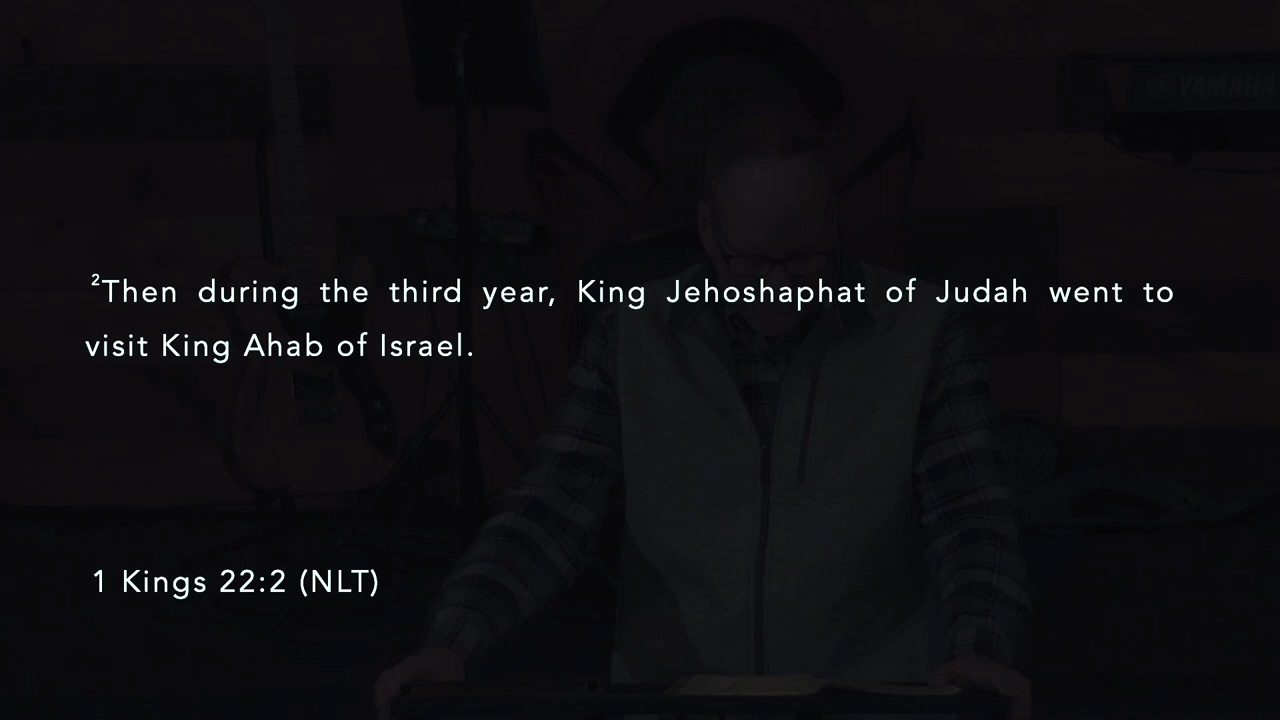 YAMAHA
²Then during the third year, King Jehoshaphat of Judah went to
visit King Ahab of Israel.
1 Kings 22:2 (NLT)